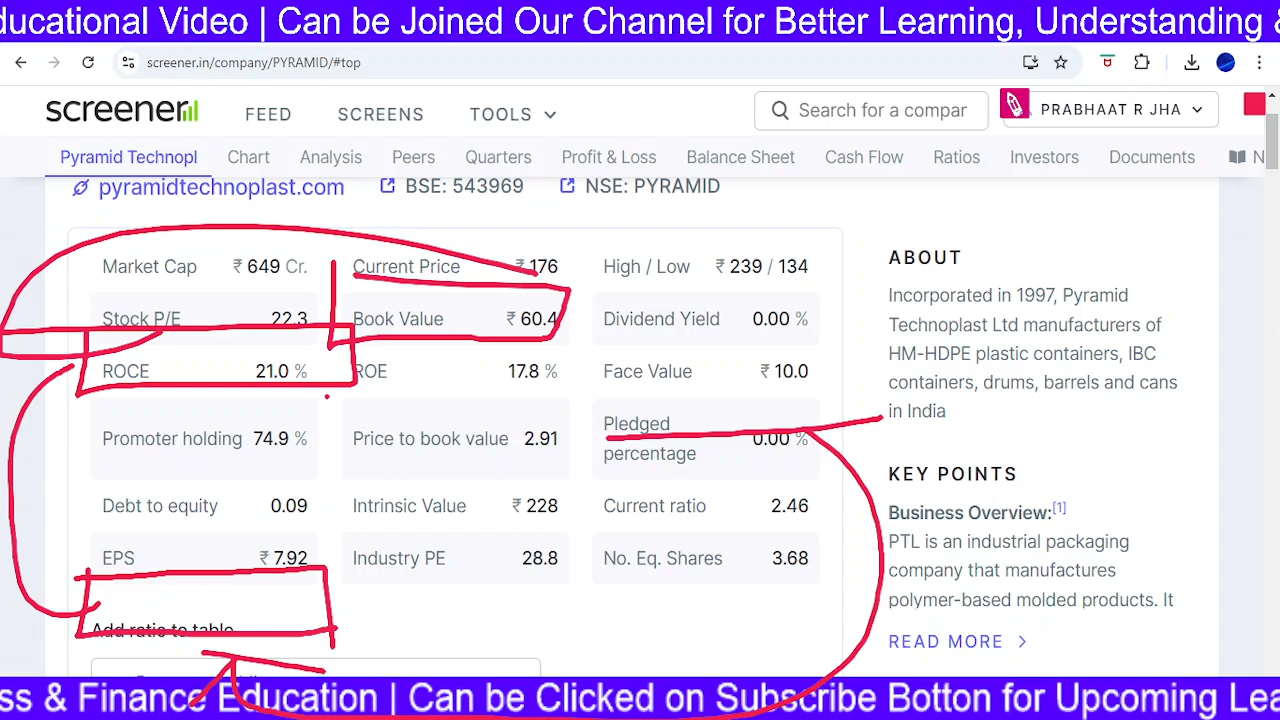 ducational Video | Can be Joined Our Channel for Better Learning, Understanding &
screener.in/company/PYRAMID/#top
screener FEED SCREENS TOOLS Search for a compar PRABHAAT R JHA
Pyramid Technopl Chart Analysis Peers Quarters Profit & Loss Balance Sheet Cash Flow Ratios Investors Documents N
pyramidtechnoplast.com BSE: 543969 NSE: PYRAMID
Market Cap ₹ 649 Cr. Current Price ₹ 176 High / Low ₹ 239 / 134
Stock P/E 22.3 Book Value ₹ 60.4 Dividend Yield 0.00 %
ROCE 21.0 % ROE 17.8 % Face Value ₹ 10.0
Promoter holding 74.9 % Price to book value 2.91 Pledged percentage 0.00 %
Debt to equity 0.09 Intrinsic Value ₹ 228 Current ratio 2.46
EPS ₹ 7.92 Industry PE 28.8 No. Eq. Shares 3.68
Add ratio to table
ABOUT
Incorporated in 1997, Pyramid
Technoplast Ltd manufacturers of
HM-HDPE plastic containers, IBC
containers, drums, barrels and cans
in India
KEY POINTS
Business Overview:[1]
PTL is an industrial packaging
company that manufactures
polymer-based molded products. It
READ MORE
ss & Finance Education | Can be Clicked on Subscribe Botton for Upcoming Lea